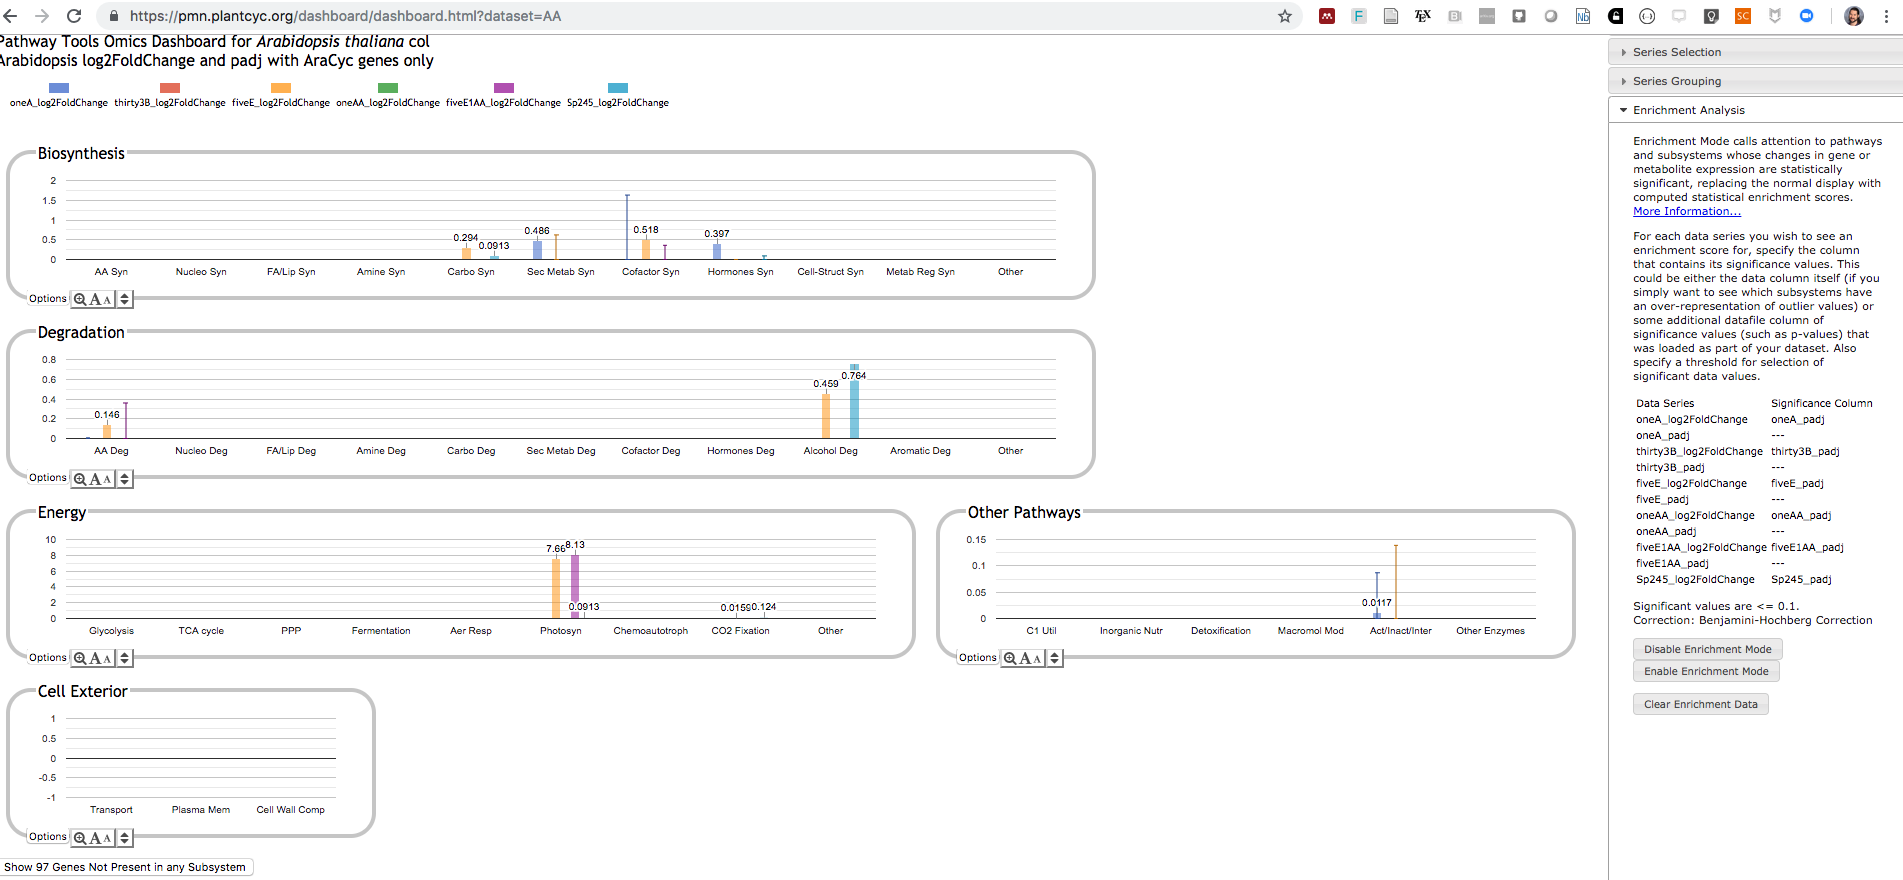 https://pmn.plantcyc.org/dashboard/dashboard.html?dataset=AA
Pathway Tools Omics Dashboard for Arabidopsis thaliana col
Arabidopsis log2FoldChange and padj with AraCyc genes only
oneA_log2FoldChange thirty3B_log2FoldChange fiveE_log2FoldChange oneAA_log2FoldChange fiveE1AA_log2FoldChange Sp245_log2FoldChange
Biosynthesis
2
1.5
1
0.5
0
0.294
0.0913
0.486
0.518
0.397
AA Syn Nucleo Syn FA/Lip Syn Amine Syn Carbo Syn Sec Metab Syn Cofactor Syn Hormones Syn Cell-Struct Syn Metab Reg Syn Other
Options
Degradation
0.8
0.6
0.4
0.2
0
0.146
0.459
0.764
AA Deg Nucleo Deg FA/Lip Deg Amine Deg Carbo Deg Sec Metab Deg Cofactor Deg Hormones Deg Alcohol Deg Aromatic Deg Other
Options
Energy
10
8
6
4
2
0
7.66
8.13
0.0913
0.0159
0.124
Glycolysis TCA cycle PPP Fermentation Aer Resp Photosyn Chemoautotroph CO2 Fixation Other
Options
Other Pathways
0.15
0.1
0.05
0
0.0117
C1 Util Inorganic Nutr Detoxification Macromol Mod Act/Inact/Inter Other Enzymes
Options
Cell Exterior
1
0.5
0
-0.5
-1
Transport Plasma Mem Cell Wall Comp
Options
Show 97 Genes Not Present in any Subsystem
Series Selection
Series Grouping
Enrichment Analysis
Enrichment Mode calls attention to pathways
and subsystems whose changes in gene or
metabolite expression are statistically
significant, replacing the normal display with
computed statistical enrichment scores.
More Information...
For each data series you wish to see an
enrichment score for, specify the column
that contains its significance values. This
could be either the data column itself (if you
simply want to see which subsystems have
an over-representation of outlier values) or
some additional datafile column of
significance values (such as p-values) that
was loaded as part of your dataset. Also
specify a threshold for selection of
significant data values.
Data Series Significance Column
oneA_log2FoldChange oneA_padj
oneA_padj ---
thirty3B_log2FoldChange thirty3B_padj
thirty3B_padj ---
fiveE_log2FoldChange fiveE_padj
fiveE_padj ---
oneAA_log2FoldChange oneAA_padj
oneAA_padj ---
fiveE1AA_log2FoldChange fiveE1AA_padj
fiveE1AA_padj ---
Sp245_log2FoldChange Sp245_padj
Significant values are <= 0.1.
Correction: Benjamini-Hochberg Correction
Disable Enrichment Mode
Enable Enrichment Mode
Clear Enrichment Data